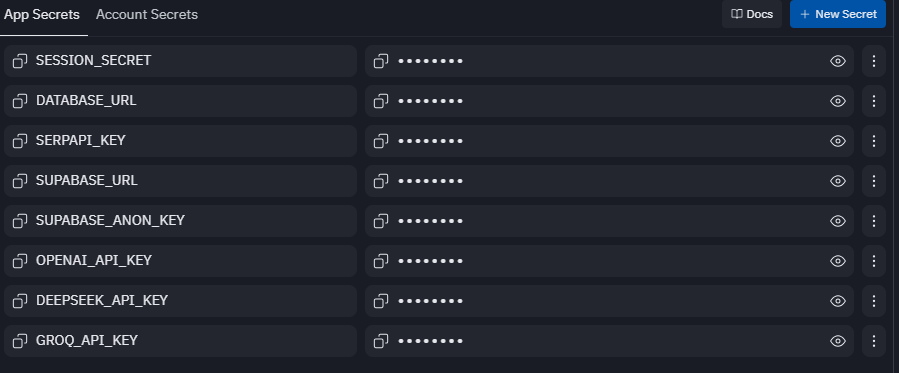 App Secrets Account Secrets Docs + New Secret
SESSION_SECRET ••••••••
DATABASE_URL ••••••••
SERPAPI_KEY ••••••••
SUPABASE_URL ••••••••
SUPABASE_ANON_KEY ••••••••
OPENAI_API_KEY ••••••••
DEEPSEEK_API_KEY ••••••••
GROQ_API_KEY ••••••••